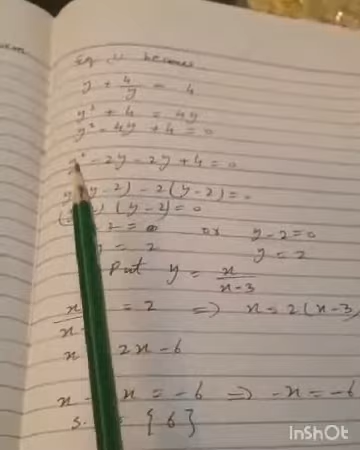 Eq (i) becomes
y + 4/y = 4
y² + 4 = 4y
y² - 4y + 4 = 0
y² - 2y - 2y + 4 = 0
y(y-2) - 2(y-2) = 0
(y-2) = 0
2 = 0 or y-2=0
= 2 y = 2
Put y = x/(x-3)
= 2 ⇒ x = 2(x-3)
x 2x-6
x x = -6 ⇒ -x = -6
S. {6}
InShOt